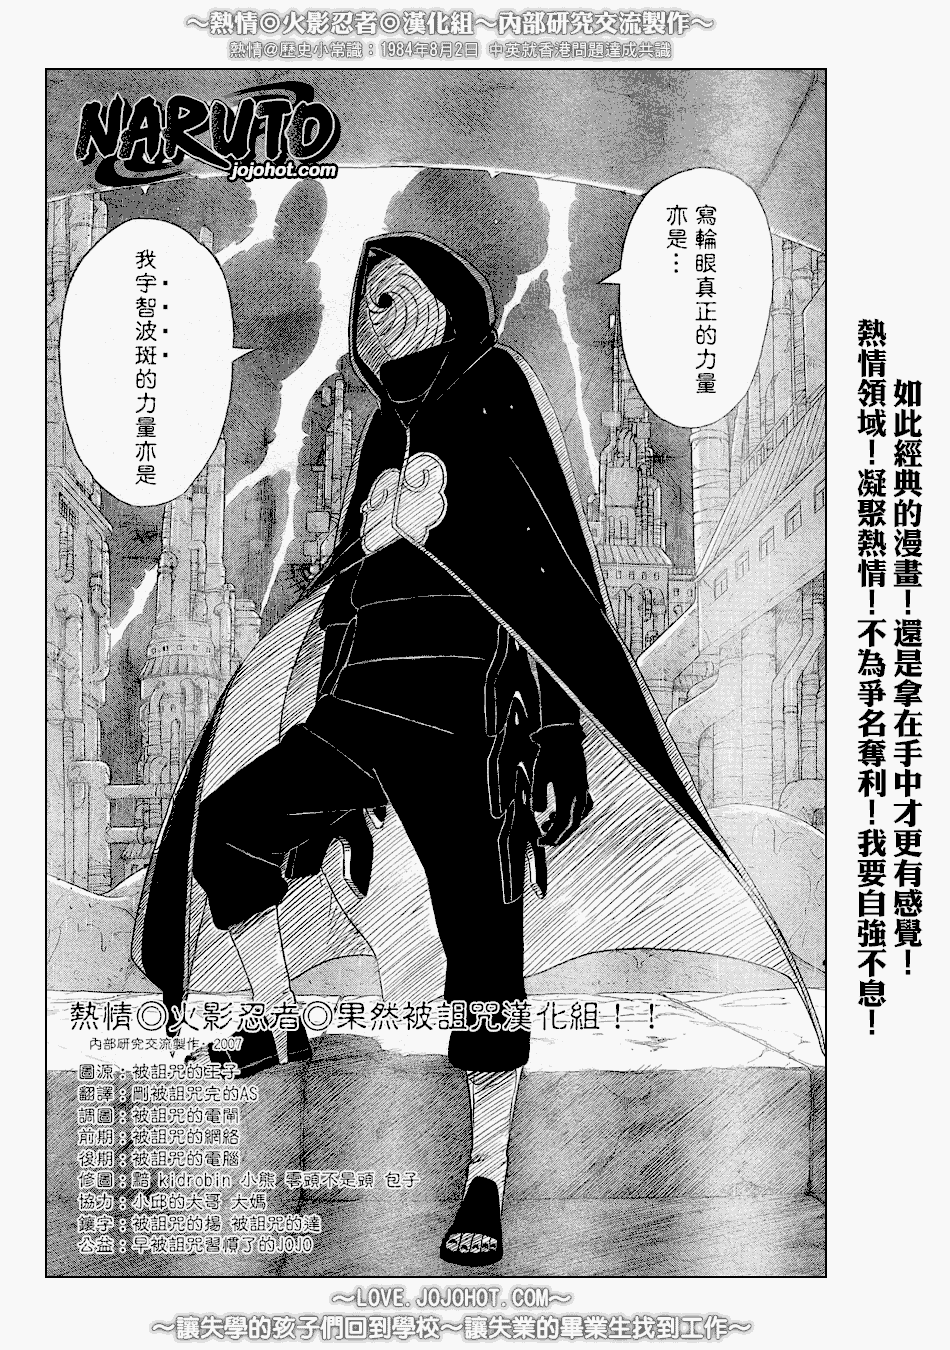 ～熱情◎火影忍者◎漢化組～內部研究交流製作～
熱情@歷史小常識：1984年8月2日 中英就香港問題達成共識
NARUTO
jojohot.com
寫輪眼真正的力量
亦是…
我宇智波斑的力量亦是
如此經典的漫畫！還是拿在手中才更有感覺！
熱情領域！凝聚熱情！不為爭名奪利！我要自強不息！
熱情◎火影忍者◎果然被詛咒漢化組！！
內部研究交流製作 2007
圖源：被詛咒的王子
翻譯：剛被詛咒完的AS
調圖：被詛咒的電閘
前期：被詛咒的網絡
後期：被詛咒的電腦
修圖：黯 kidrobin 小熊 零頭不是頭 包子
協力：小邱的大哥 大媽
鑲字：被詛咒的揚 被詛咒的達
公益：早被詛咒習慣了的JOJO
～LOVE.JOJOHOT.COM～
～讓失學的孩子們回到學校～讓失業的畢業生找到工作～